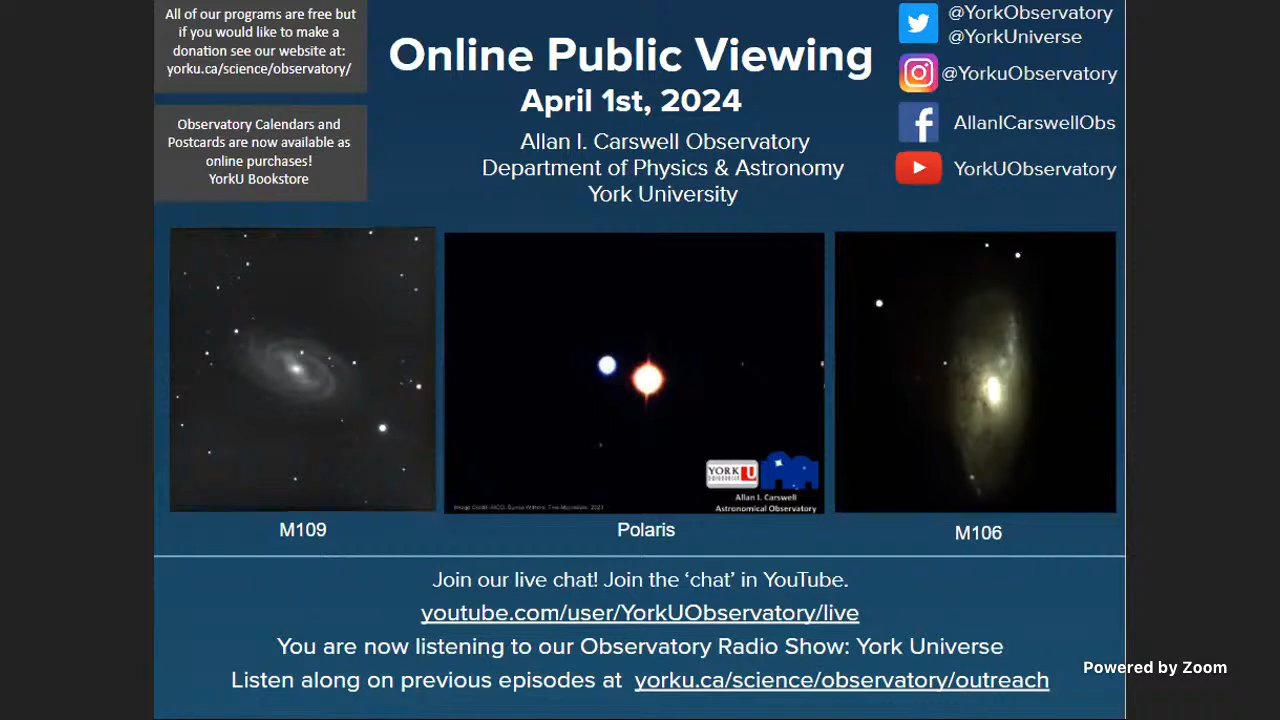 All of our programs are free but
if you would like to make a
donation see our website at:
yorku.ca/science/observatory/
Observatory Calendars and
Postcards are now available as
online purchases!
YorkU Bookstore
Online Public Viewing
April 1st, 2024
Allan I. Carswell Observatory
Department of Physics & Astronomy
York University
@YorkObservatory
@YorkUniverse
@YorkuObservatory
AllanICarswellObs
YorkUObservatory
YORK U
Allan I. Carswell
Astronomical Observatory
M109
Polaris
M106
Join our live chat! Join the ‘chat’ in YouTube.
youtube.com/user/YorkUObservatory/live
You are now listening to our Observatory Radio Show: York Universe
Listen along on previous episodes at yorku.ca/science/observatory/outreach
Powered by Zoom